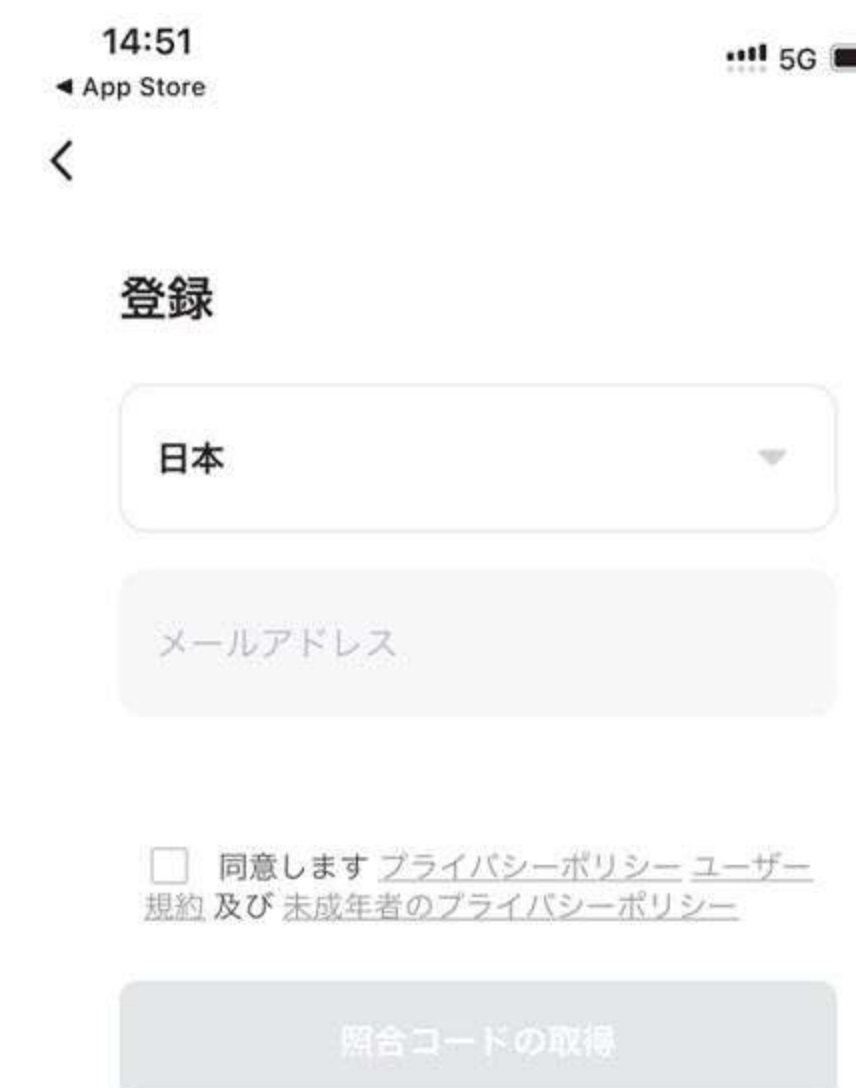 14:51
5G
◀ App Store
登録
日本
メールアドレス
同意します プライバシーポリシー ユーザー
規約 及び 未成年者のプライバシーポリシー
照合コードの取得